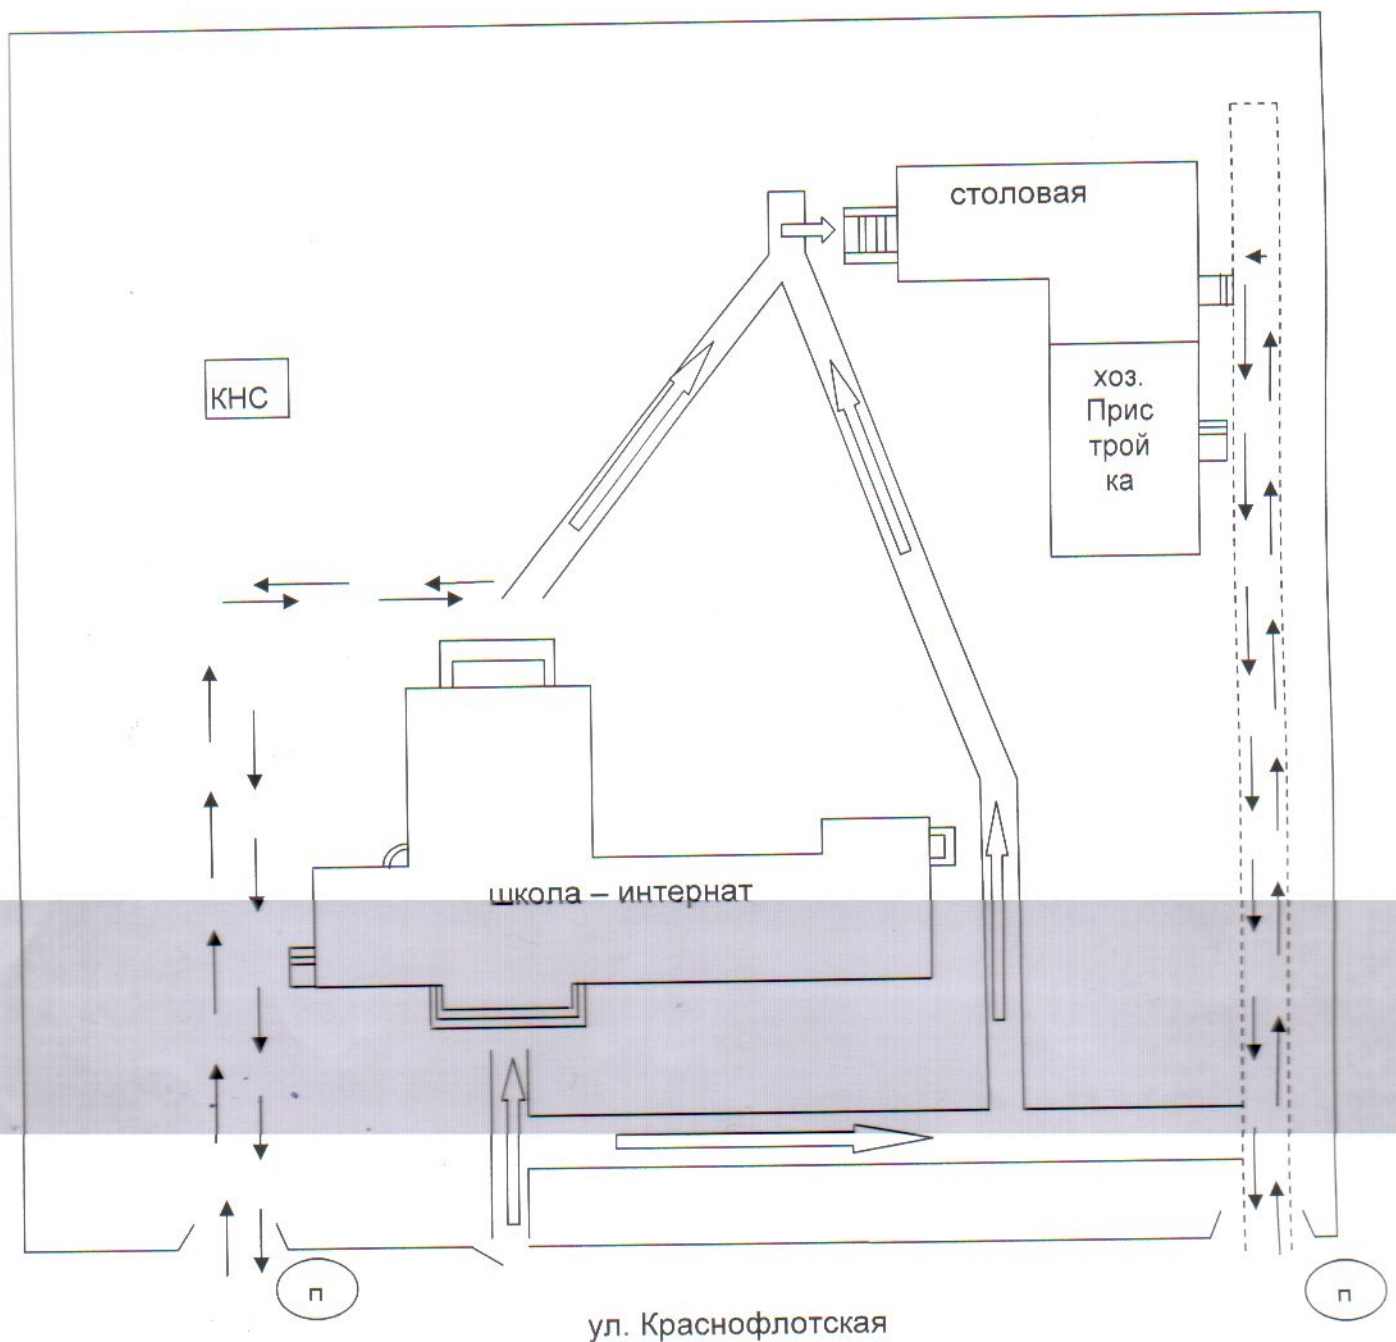 столовая
КНС
хоз.
Прис
трой
ка
школа – интернат
п
п
ул. Краснофлотская